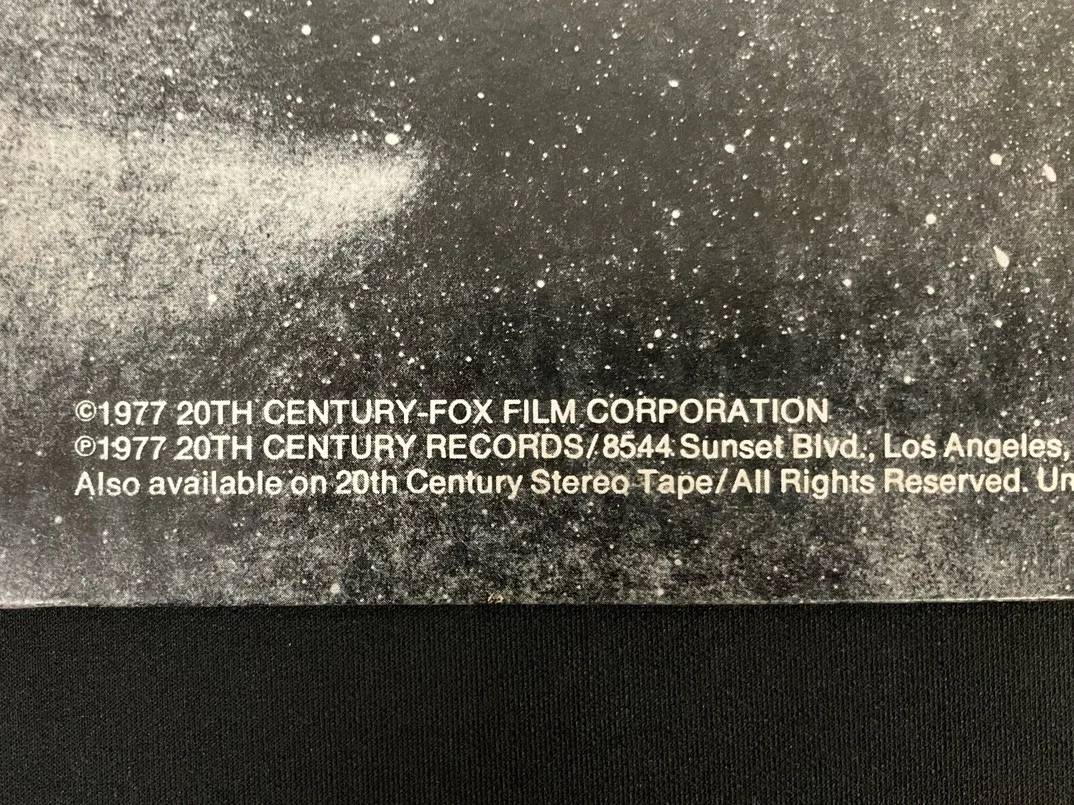 ©1977 20TH CENTURY-FOX FILM CORPORATION
℗1977 20TH CENTURY RECORDS/8544 Sunset Blvd., Los Angeles,
Also available on 20th Century Stereo Tape/All Rights Reserved. Un